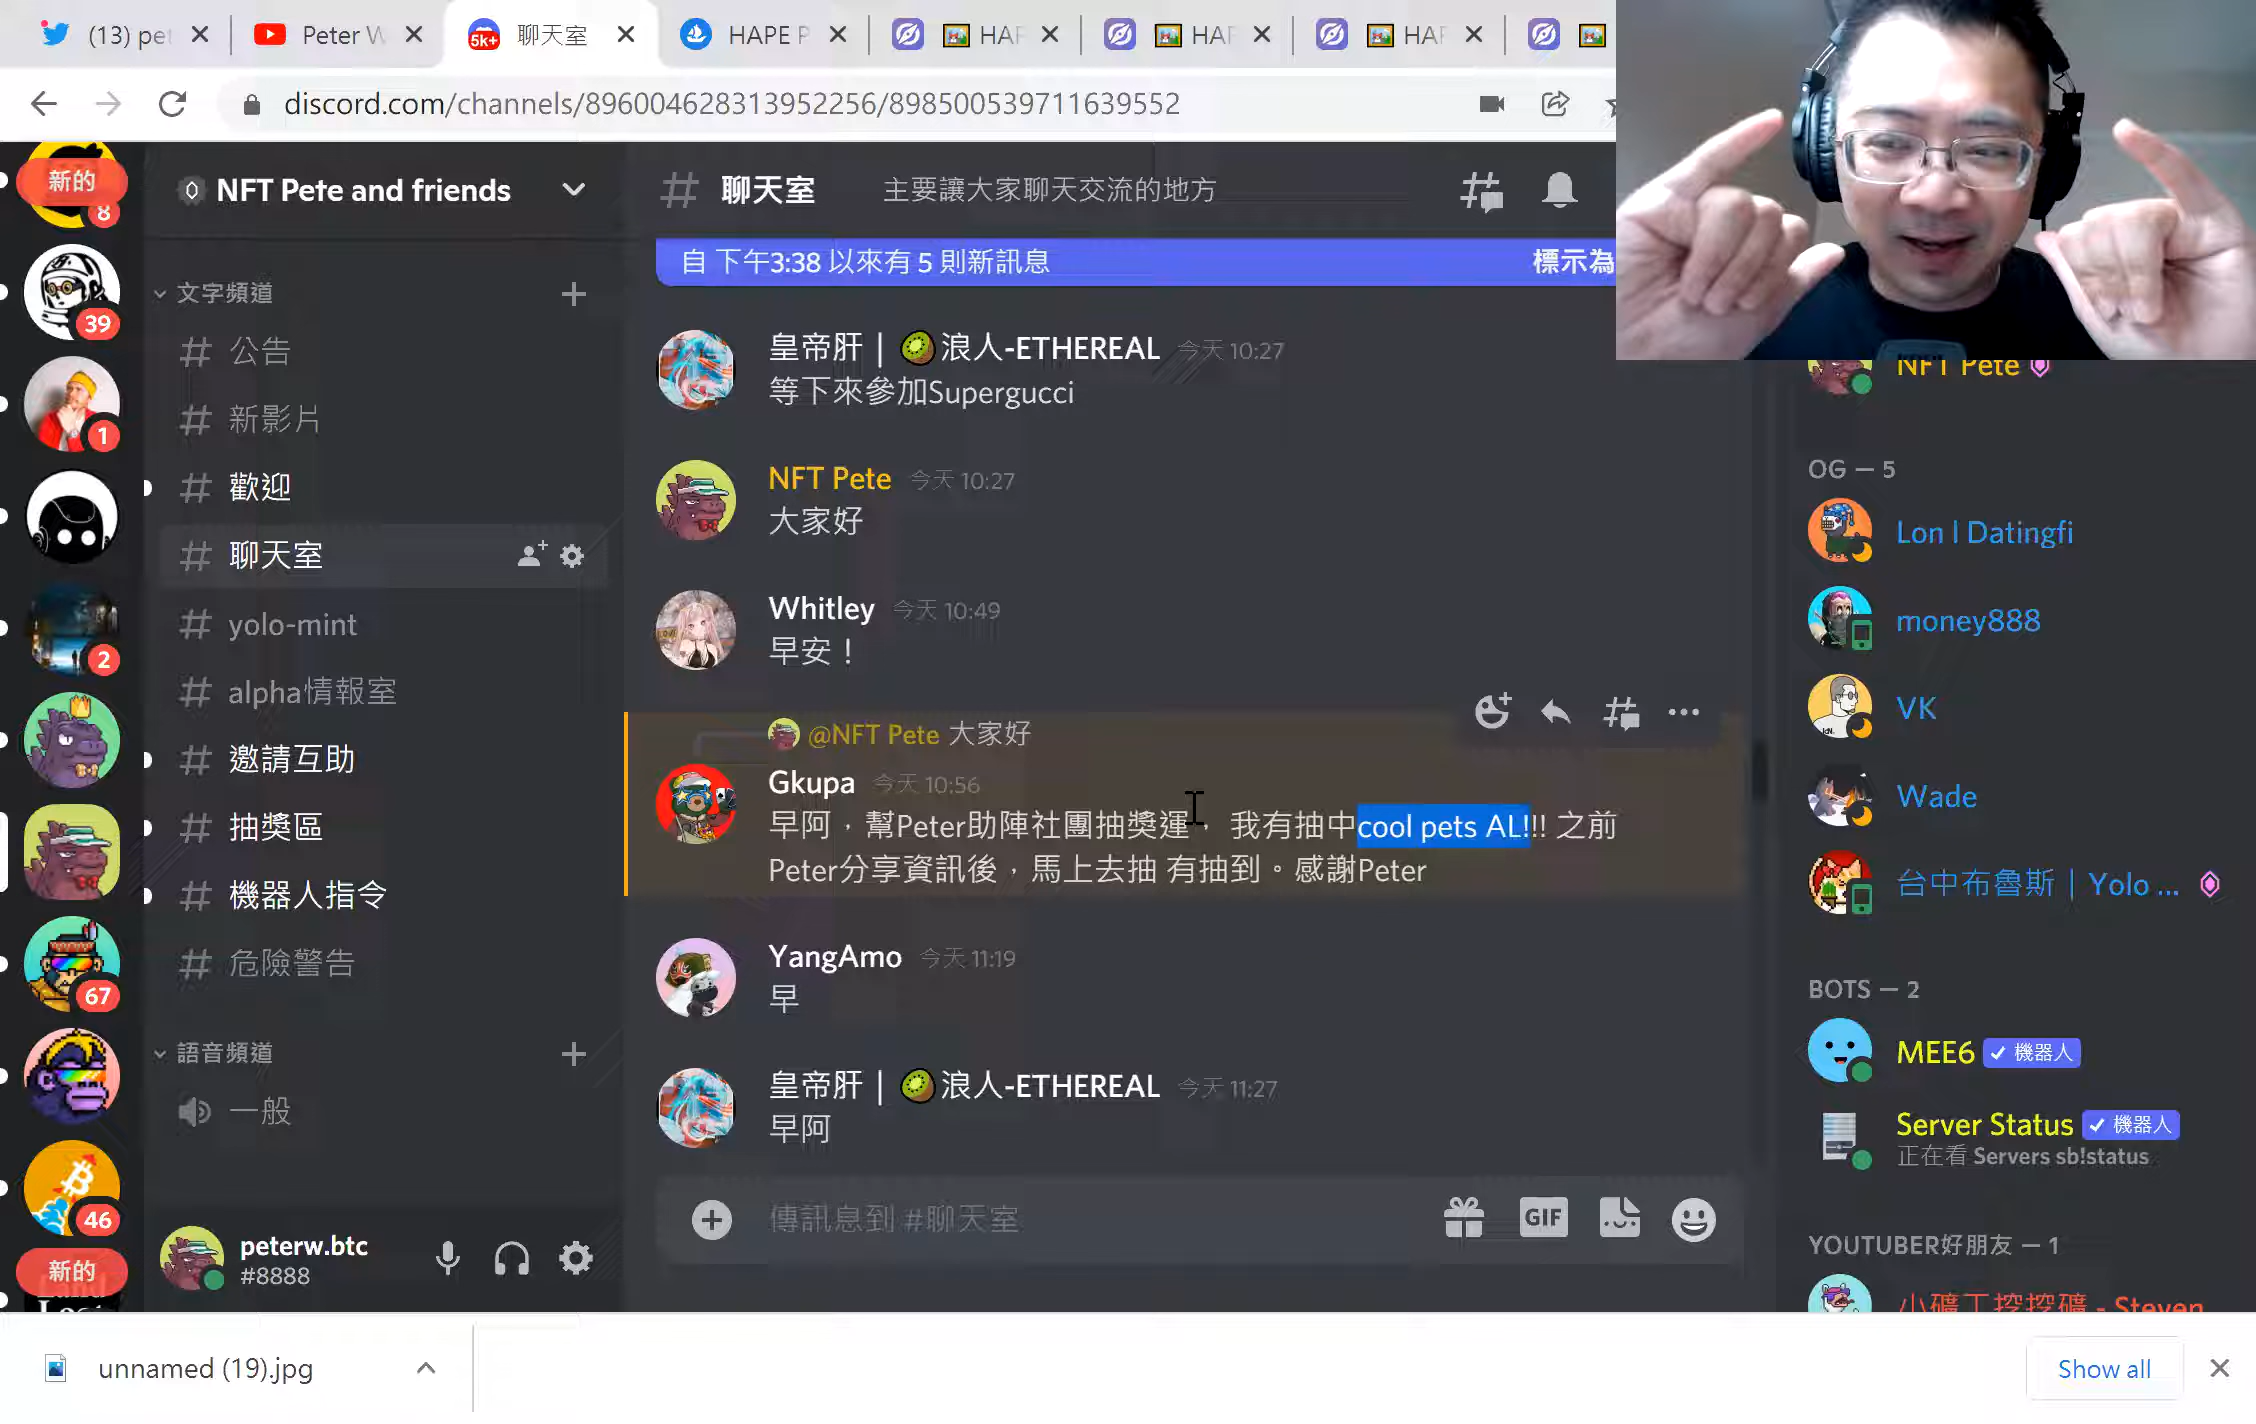 (13) pet
Peter W
5k+
聊天室
HAPE P
HAP
HAP
HAP
discord.com/channels/896004628313952256/898500539711639552
新的
8
39
1
2
67
46
新的
NFT Pete and friends
文字頻道
公告
新影片
歡迎
聊天室
yolo-mint
alpha情報室
邀請互助
抽獎區
機器人指令
危險警告
語音頻道
一般
peterw.btc
#8888
聊天室 主要讓大家聊天交流的地方
自 下午3:38 以來有 5 則新訊息 標示為
皇帝肝 | 浪人-ETHEREAL 今天 10:27
等下來參加Supergucci
NFT Pete 今天 10:27
大家好
Whitley 今天 10:49
早安！
@NFT Pete 大家好
Gkupa 今天 10:56
早阿，幫Peter助陣社團抽獎運， 我有抽中cool pets AL!!! 之前
Peter分享資訊後，馬上去抽 有抽到。感謝Peter
YangAmo 今天 11:19
早
皇帝肝 | 浪人-ETHEREAL 今天 11:27
早阿
傳訊息到 #聊天室
GIF
NFT Pete
OG — 5
Lon l Datingfi
money888
VK
Wade
台中布魯斯 | Yolo ...
BOTS — 2
MEE6 機器人
Server Status 機器人
正在看 Servers sb!status
YOUTUBER好朋友 — 1
小礦工挖挖礦 - Steven
unnamed (19).jpg
Show all